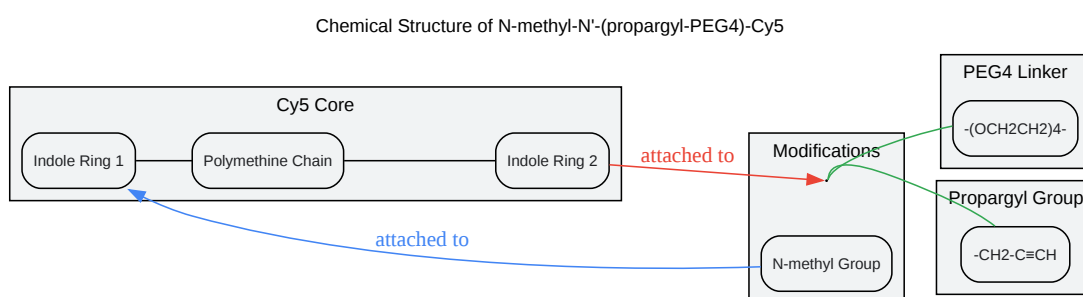 Chemical Structure of N-methyl-N'-(propargyl-PEG4)-Cy5
Cy5 Core
Indole Ring 1
Polymethine Chain
Indole Ring 2
attached to
attached to
Modifications
N-methyl Group
PEG4 Linker
-(OCH2CH2)4-
Propargyl Group
-CH2-C≡CH